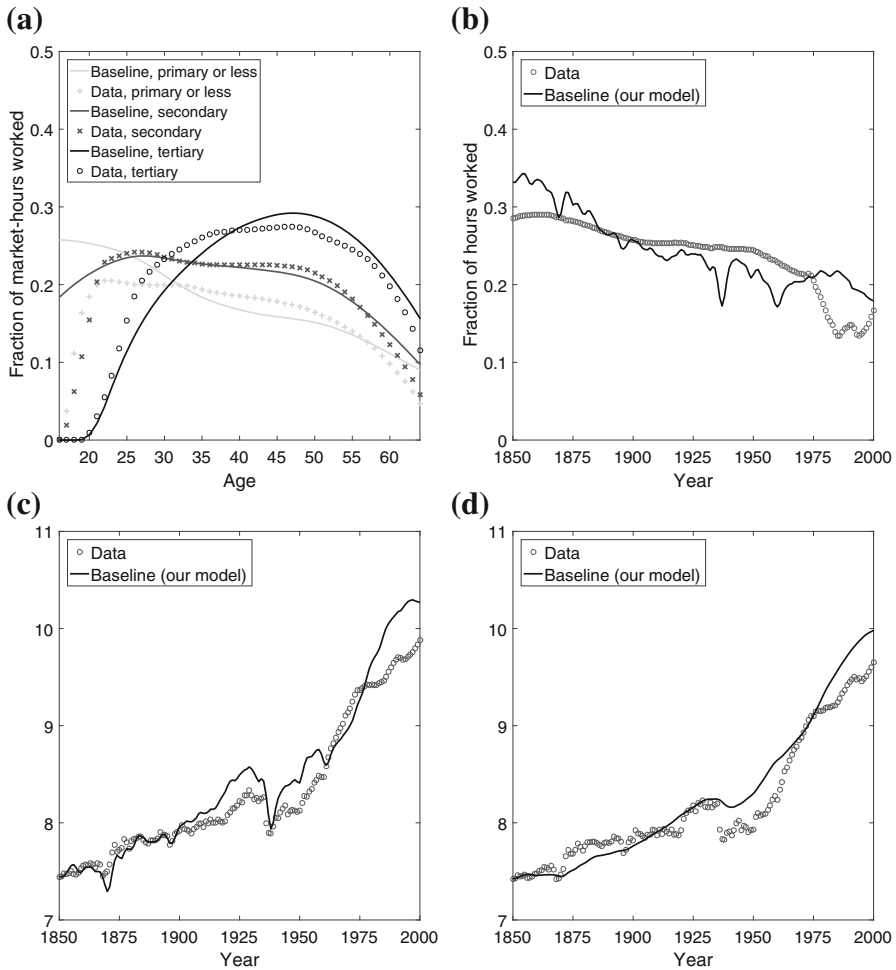 (a)
Fraction of market-hours worked
0.5
0.4
0.3
0.2
0.1
0
Baseline, primary or less
Data, primary or less
Baseline, secondary
Data, secondary
Baseline, tertiary
Data, tertiary
20 25 30 35 40 45 50 55 60
Age
(b)
Fraction of hours worked
0.5
0.4
0.3
0.2
0.1
0
Data
Baseline (our model)
1850 1875 1900 1925 1950 1975 2000
Year
(c)
11
10
9
8
7
Data
Baseline (our model)
1850 1875 1900 1925 1950 1975 2000
Year
(d)
11
10
9
8
7
Data
Baseline (our model)
1850 1875 1900 1925 1950 1975 2000
Year